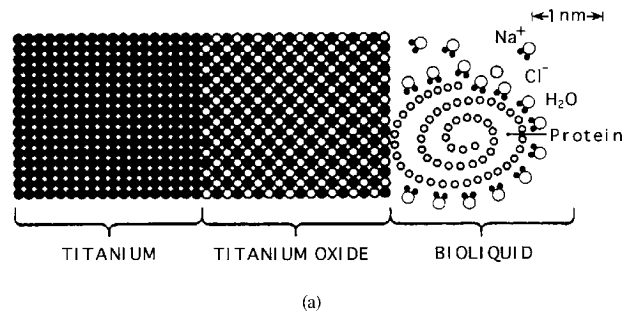 1 nm
Na+
Cl−
H2O
Protein
TITANIUM
TITANIUM OXIDE
BIOLIQUID
(a)